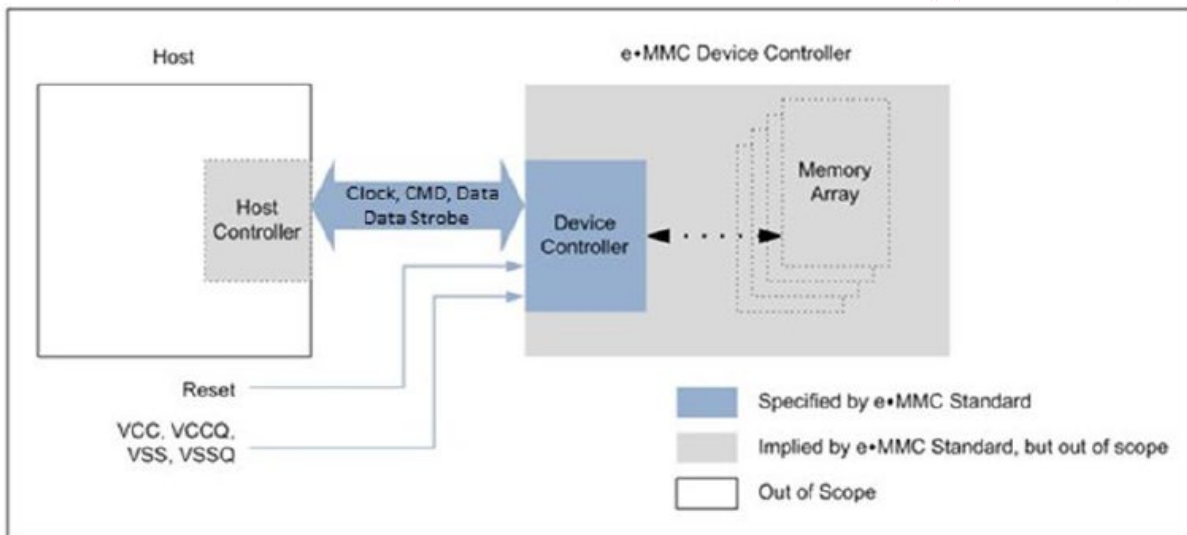 Host
e•MMC Device Controller
Host
Controller
Clock, CMD, Data
Data Strobe
Device
Controller
Memory
Array
Reset
VCC, VCCQ,
VSS, VSSQ
Specified by e•MMC Standard
Implied by e•MMC Standard, but out of scope
Out of Scope